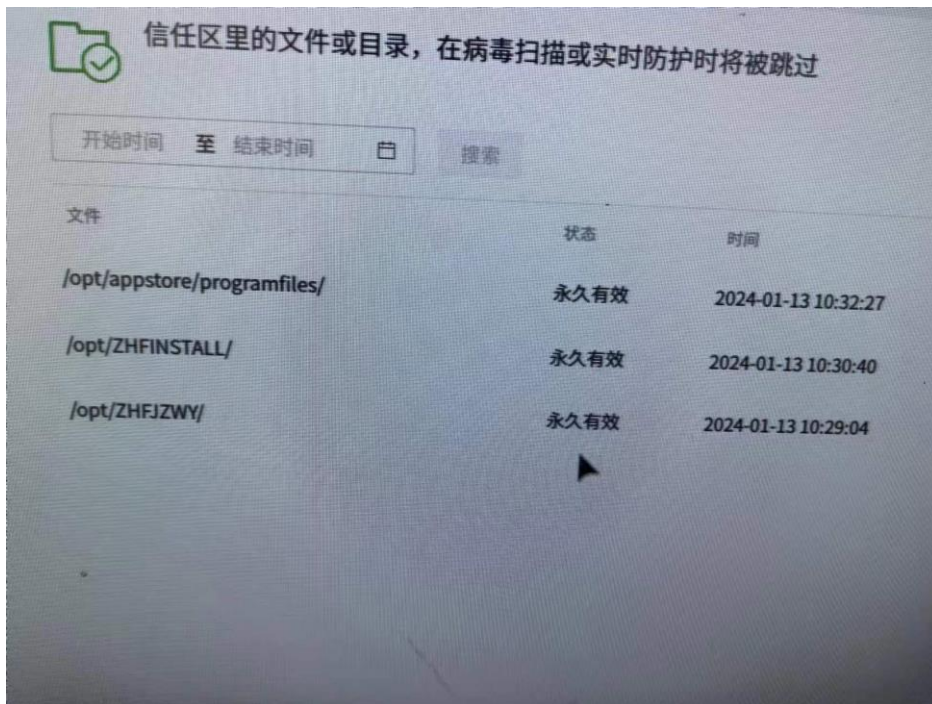 信任区里的文件或目录，在病毒扫描或实时防护时将被跳过
开始时间 至 结束时间 搜索
文件 状态 时间
/opt/appstore/programfiles/ 永久有效 2024-01-13 10:32:27
/opt/ZHFINSTALL/ 永久有效 2024-01-13 10:30:40
/opt/ZHFJZWY/ 永久有效 2024-01-13 10:29:04